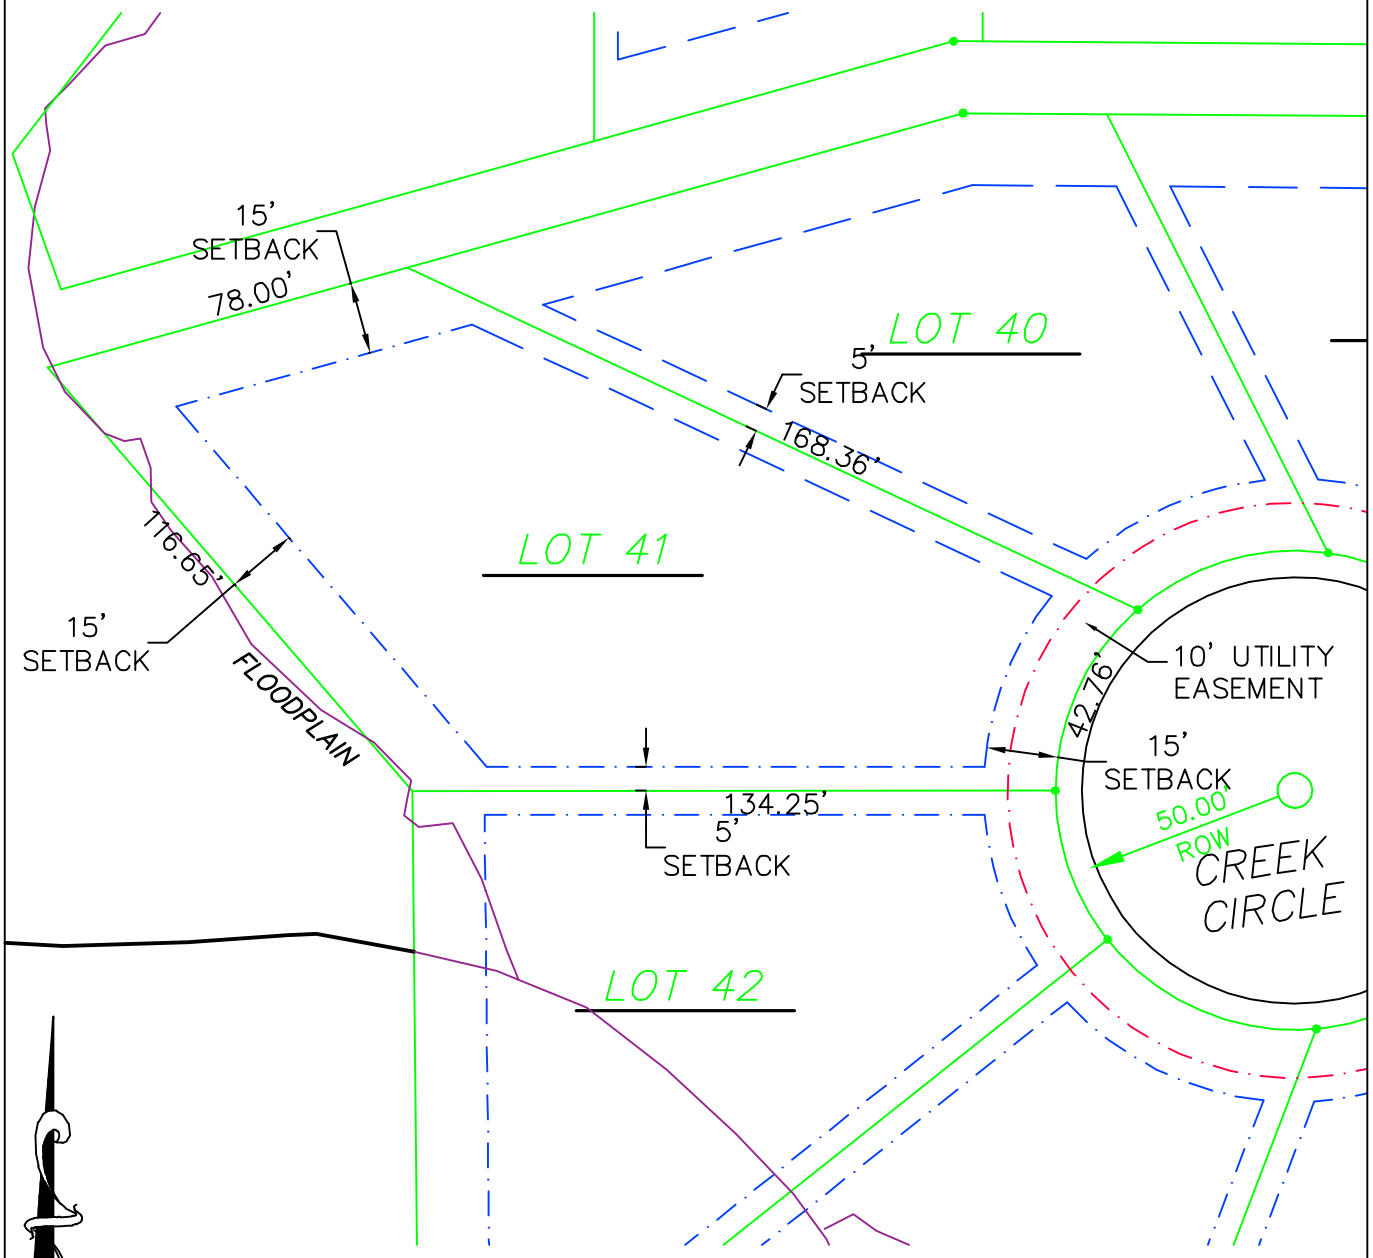 15'
SETBACK
78.00'
LOT 40
5'
SETBACK
168.36'
LOT 41
116.65'
15'
SETBACK
FLOODPLAIN
10' UTILITY
EASEMENT
42.76'
15'
SETBACK
134.25'
5'
SETBACK
50.00'
ROW
CREEK
CIRCLE
LOT 42